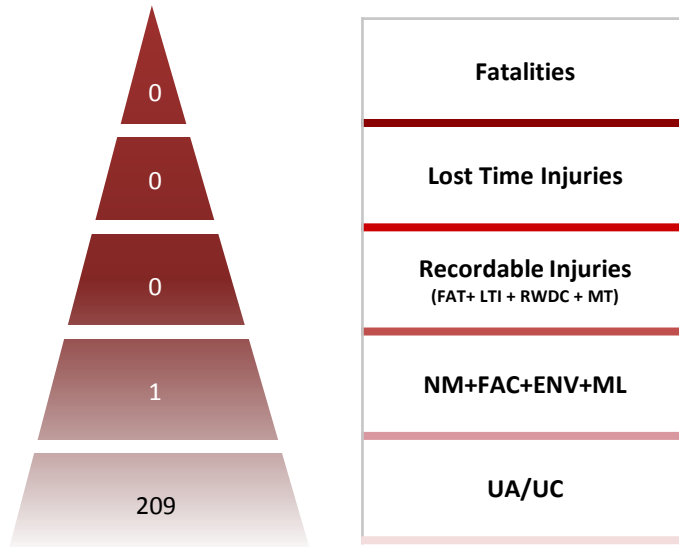 0
Fatalities
0
Lost Time Injuries
0
Recordable Injuries
(FAT+ LTI + RWDC + MT)
1
NM+FAC+ENV+ML
209
UA/UC